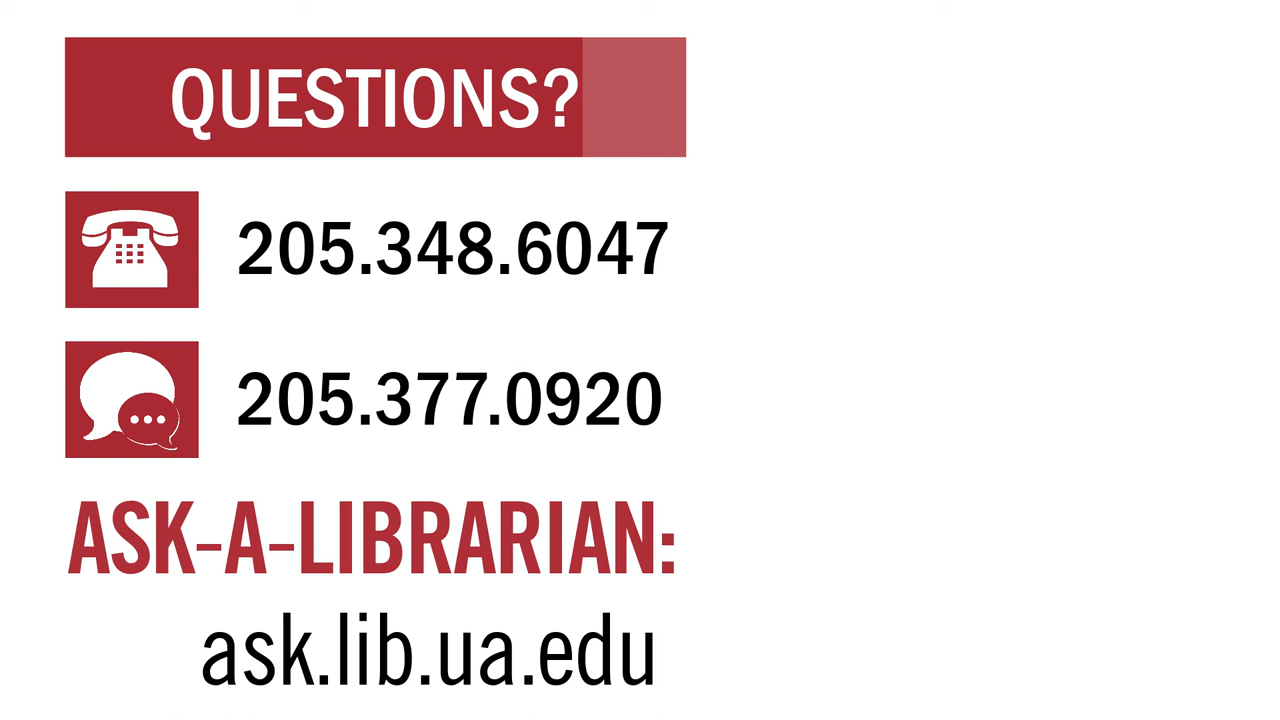 QUESTIONS?
205.348.6047
205.377.0920
ASK-A-LIBRARIAN:
ask.lib.ua.edu